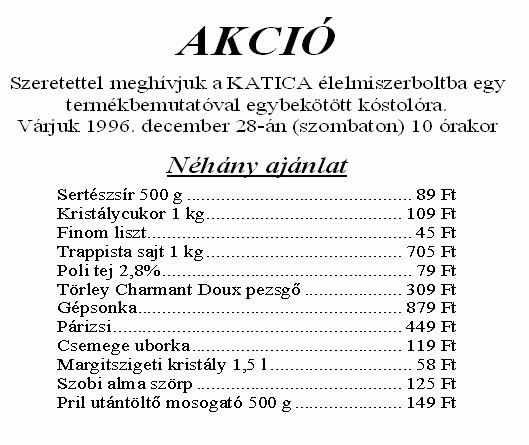 AKCIÓ
Szeretettel meghívjuk a KATICA élelmiszerboltba egy
termékbemutatóval egybekötött kóstolóra.
Várjuk 1996. december 28-án (szombaton) 10 órakor
Néhány ajánlat
Sertészsír 500 g ........................................ 89 Ft
Kristálycukor 1 kg................................... 109 Ft
Finom liszt............................................... 45 Ft
Trappista sajt 1 kg................................... 705 Ft
Poli tej 2,8%............................................. 79 Ft
Törley Charmant Doux pezsgő ................. 309 Ft
Gépsonka............................................... 879 Ft
Párizsi.................................................... 449 Ft
Csemege uborka...................................... 119 Ft
Margitszigeti kristály 1,5 l......................... 58 Ft
Szobi alma szörp ..................................... 125 Ft
Pril utántöltő mosogató 500 g ................... 149 Ft